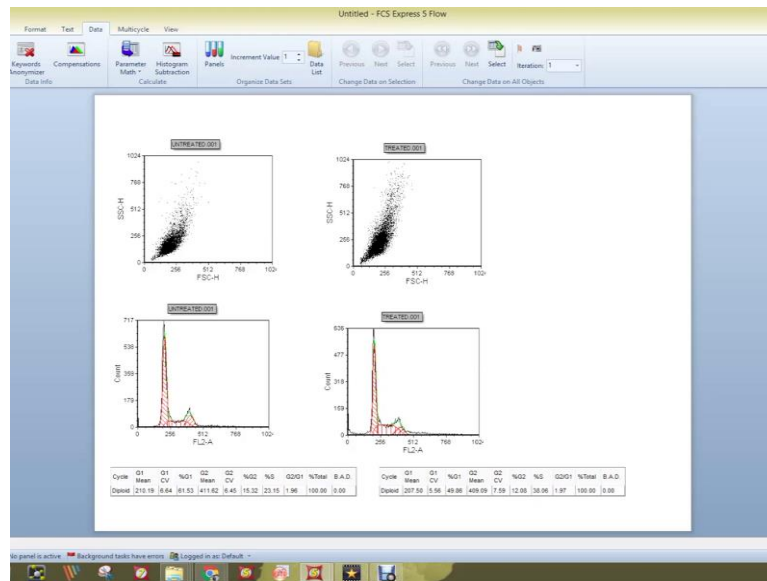 Untitled - FCS Express 5 Flow
Format Text Data Multicycle View
Keywords Compensations Parameter Histogram Panels Increment Value 1 Data Previous Next Select Previous Next Select Iteration: 1
Anonymizer Math Subtraction List
Data Info Calculate Organize Data Sets Change Data on Selection Change Data on All Objects
UNTREATED.001
1024
768
512
256
0
SSC-H
0 256 512 768 102
FSC-H
TREATED.001
1024
768
512
256
0
SSC-H
0 256 512 768 102
FSC-H
UNTREATED.001
717
538
359
179
0
Count
0 256 512 768 102
FL2-A
TREATED.001
636
477
318
159
0
Count
0 256 512 768 102
FL2-A
Cycle G1 Mean G1 CV %G1 G2 Mean G2 CV %G2 %S G2/G1 %Total B.A.D.
Diploid 210.19 6.64 61.53 411.62 6.45 15.32 23.15 1.96 100.00 0.00
Cycle G1 Mean G1 CV %G1 G2 Mean G2 CV %G2 %S G2/G1 %Total B.A.D.
Diploid 207.50 5.56 49.86 409.09 7.59 12.08 38.06 1.97 100.00 0.00
No panel is active Background tasks have errors Logged in as: Default